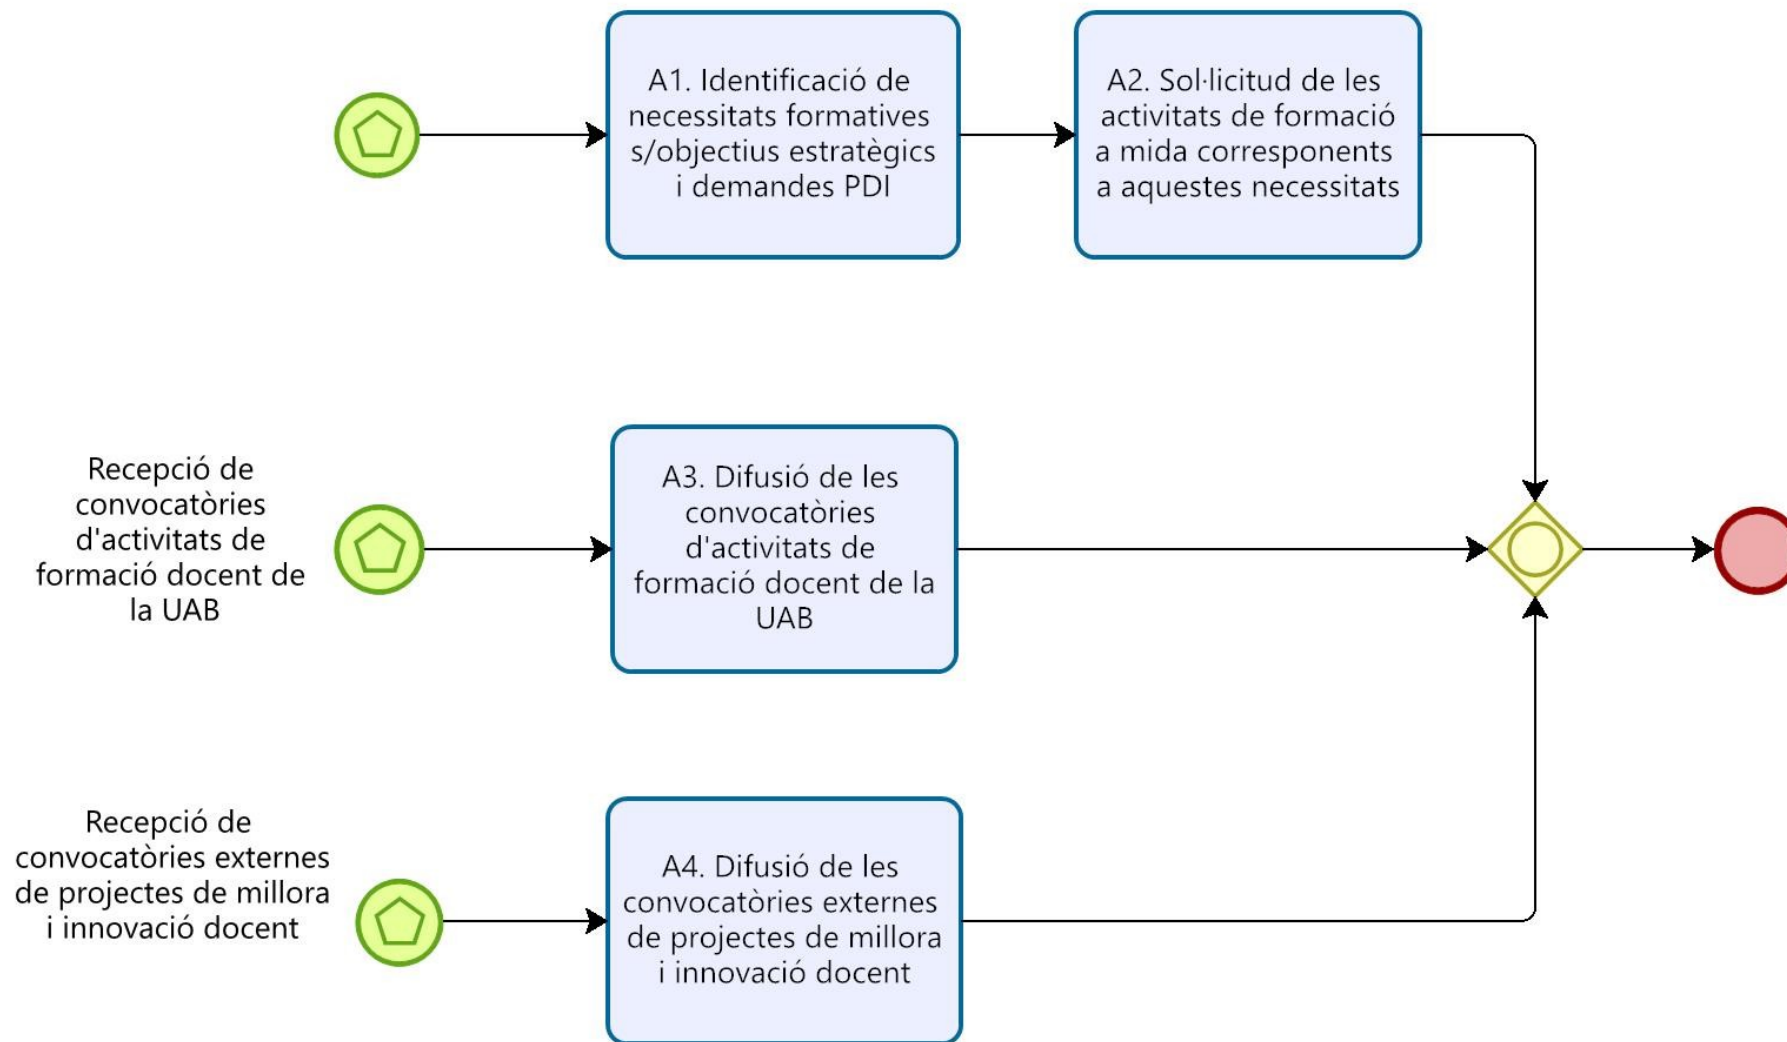 A1. Identificació de
necessitats formatives
s/objectius estratègics
i demandes PDI
A2. Sol·licitud de les
activitats de formació
a mida corresponents
a aquestes necessitats
Recepció de
convocatòries
d'activitats de
formació docent de
la UAB
A3. Difusió de les
convocatòries
d'activitats de
formació docent de la
UAB
Recepció de
convocatòries externes
de projectes de millora
i innovació docent
A4. Difusió de les
convocatòries externes
de projectes de millora
i innovació docent